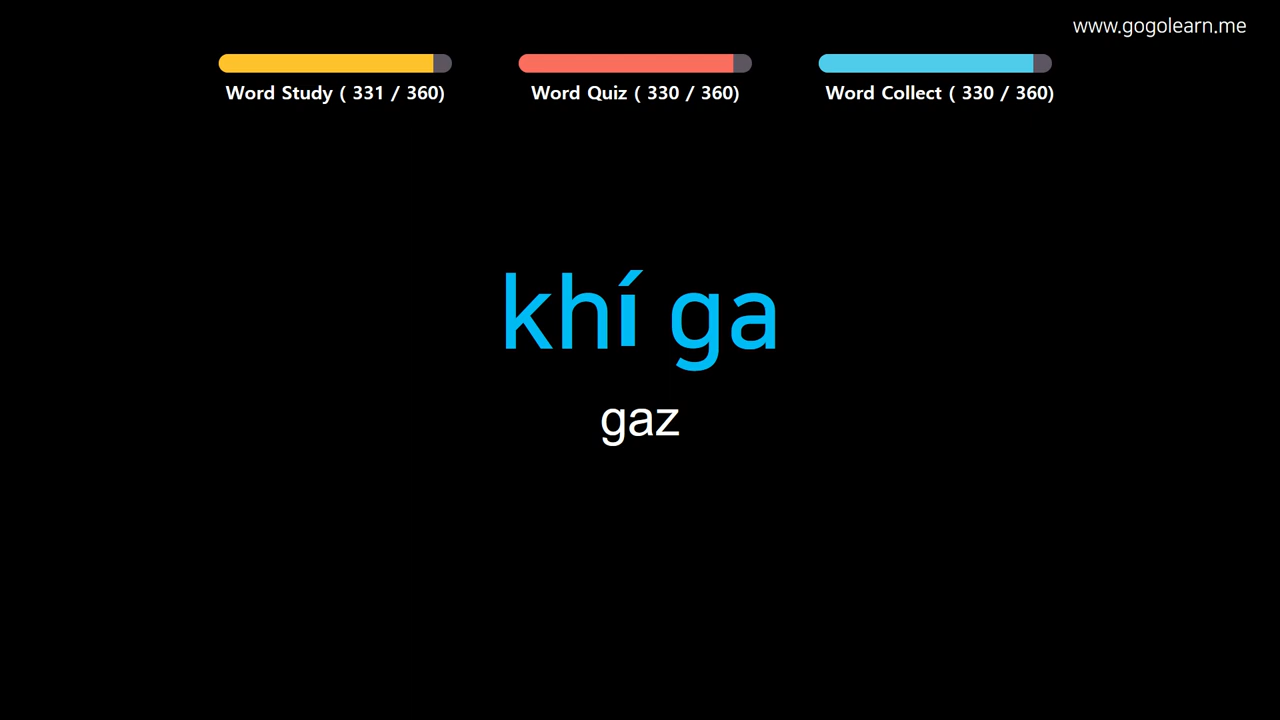 www.gogolearn.me
Word Study ( 331 / 360)
Word Quiz ( 330 / 360)
Word Collect ( 330 / 360)
khí ga
gaz